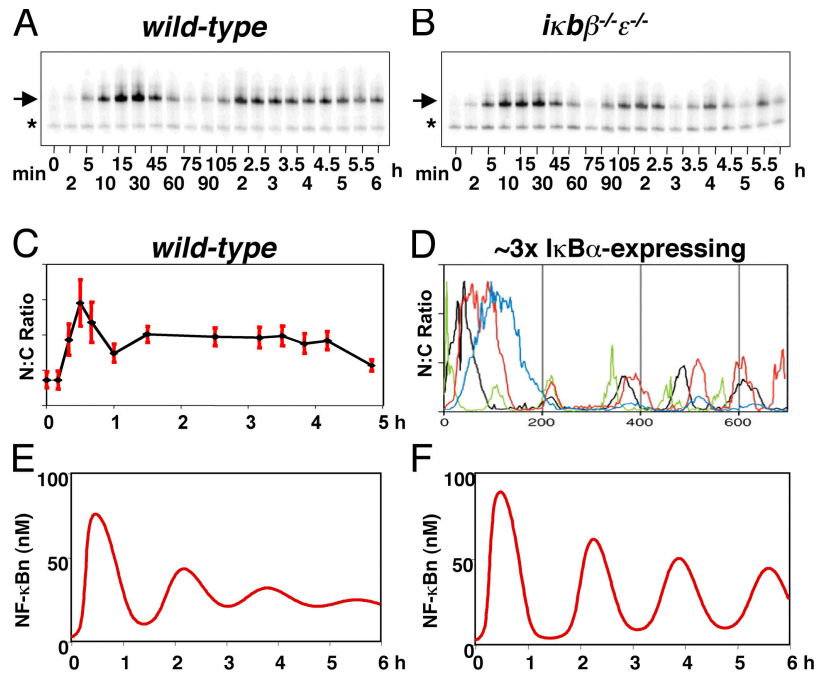 A wild-type
*
min 0 5 15 45 75 105 2.5 3.5 4.5 5.5 h
2 10 30 60 90 2 3 4 5 6
B iκbβ-/-ε-/-
*
min 0 5 15 45 75 105 2.5 3.5 4.5 5.5 h
2 10 30 60 90 2 3 4 5 6
C wild-type
N:C Ratio
0 1 2 3 4 5 h
D ~3x IκBα-expressing
N:C Ratio
0 200 400 600
E
NF-κBn (nM)
100
50
0
0 1 2 3 4 5 6 h
F
NF-κBn (nM)
100
50
0
0 1 2 3 4 5 6 h